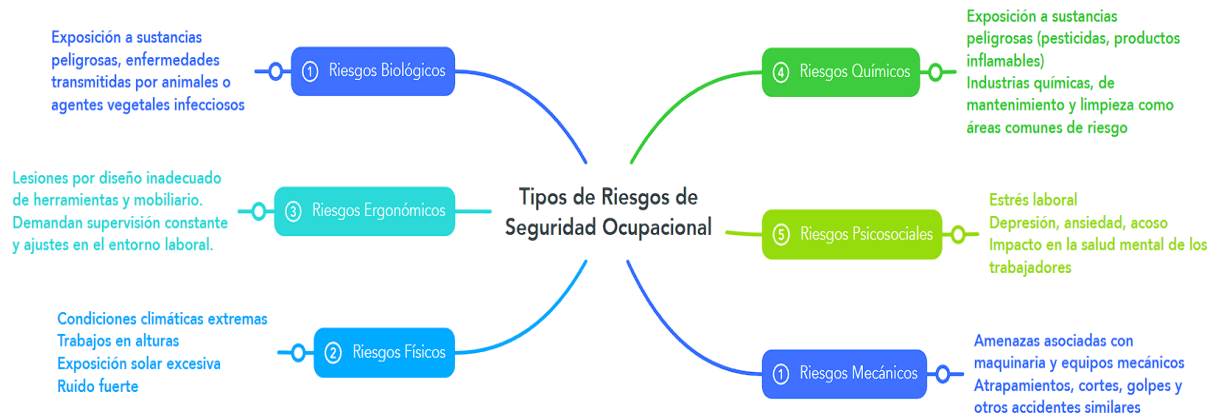 Tipos de Riesgos de
Seguridad Ocupacional
① Riesgos Biológicos
Exposición a sustancias
peligrosas, enfermedades
transmitidas por animales o
agentes vegetales infecciosos
③ Riesgos Ergonómicos
Lesiones por diseño inadecuado
de herramientas y mobiliario.
Demandan supervisión constante
y ajustes en el entorno laboral.
② Riesgos Físicos
Condiciones climáticas extremas
Trabajos en alturas
Exposición solar excesiva
Ruido fuerte
④ Riesgos Químicos
Exposición a sustancias
peligrosas (pesticidas, productos
inflamables)
Industrias químicas, de
mantenimiento y limpieza como
áreas comunes de riesgo
⑤ Riesgos Psicosociales
Estrés laboral
Depresión, ansiedad, acoso
Impacto en la salud mental de los
trabajadores
① Riesgos Mecánicos
Amenazas asociadas con
maquinaria y equipos mecánicos
Atrapamientos, cortes, golpes y
otros accidentes similares